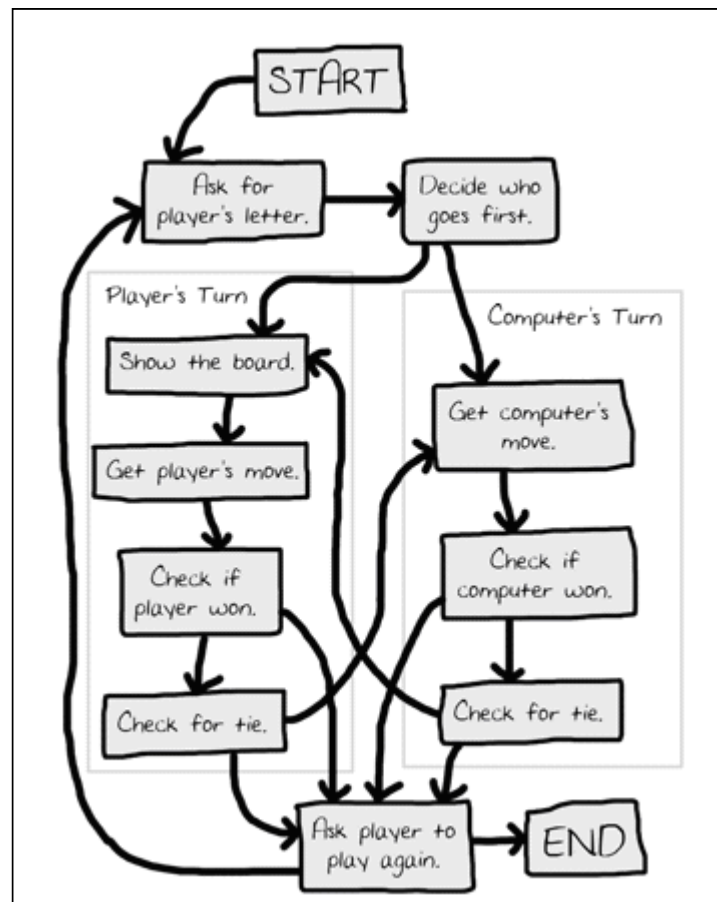 START
Ask for
player's letter.
Decide who
goes first.
Player's Turn
Show the board.
Get player's move.
Check if
player won.
Check for tie.
Computer's Turn
Get computer's
move.
Check if
computer won.
Check for tie.
Ask player to
play again.
END